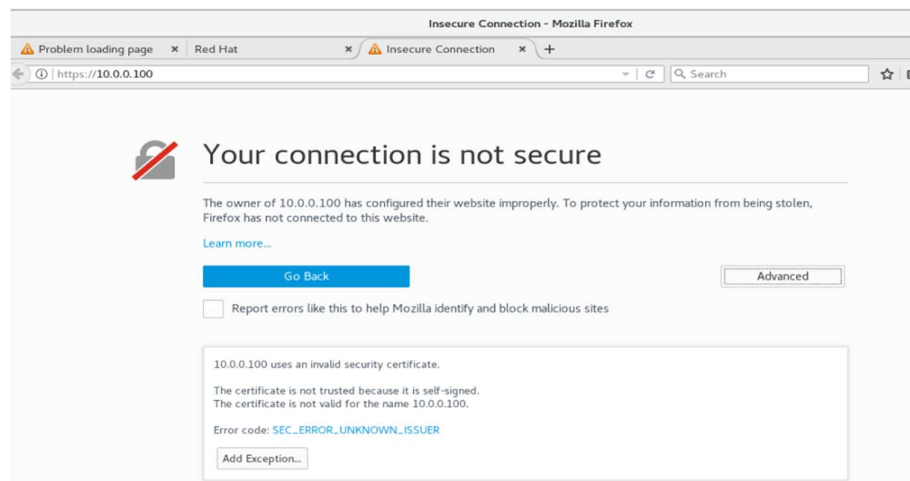 Insecure Connection - Mozilla Firefox
Problem loading page × Red Hat × Insecure Connection × +
https://10.0.0.100 Search
Your connection is not secure
The owner of 10.0.0.100 has configured their website improperly. To protect your information from being stolen,
Firefox has not connected to this website.
Learn more...
Go Back Advanced
Report errors like this to help Mozilla identify and block malicious sites
10.0.0.100 uses an invalid security certificate.
The certificate is not trusted because it is self-signed.
The certificate is not valid for the name 10.0.0.100.
Error code: SEC_ERROR_UNKNOWN_ISSUER
Add Exception...